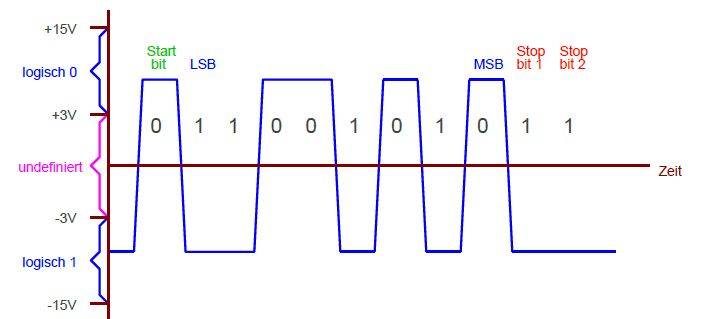 +15V
Start
bit
LSB
MSB
Stop
bit 1
Stop
bit 2
logisch 0
+3V
0 1 1 0 0 1 0 1 0 1 1
undefiniert
Zeit
-3V
logisch 1
-15V